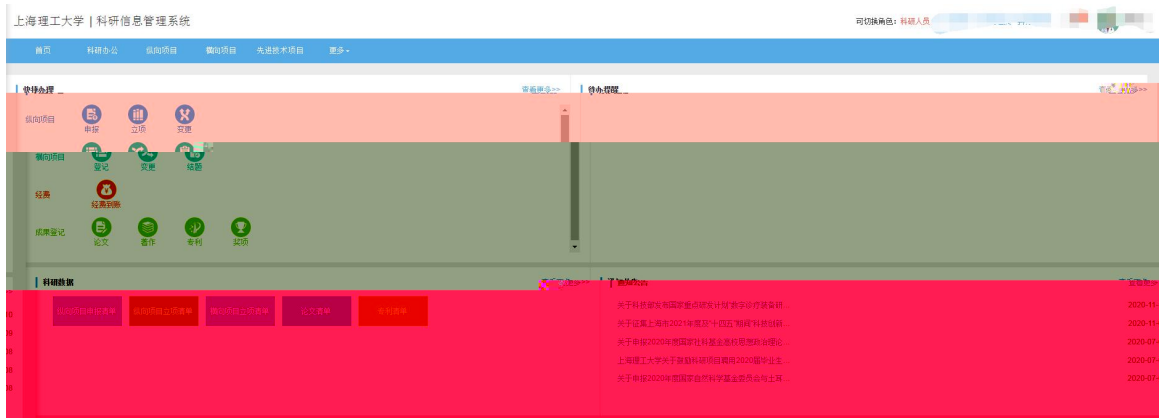 上海理工大学 | 科研信息管理系统
可切换角色：科研人员
首页 科研办公 纵向项目 横向项目 先进技术项目 更多
快捷办理 查看更多>> 待办提醒
纵向项目 申报 立项 变更
横向项目 登记 变更 结题
经费 经费到账
成果登记 论文 著作 专利 奖项
科研数据
纵向项目申报清单 纵向项目立项清单 横向项目立项清单 论文清单 专利清单
关于科技部发布国家重点研发计划“数字诊疗装备研... 2020-11-
关于征集上海市2021年度及“十四五”期间“科技创新... 2020-11-
关于申报2020年度国家社科基金高校思想政治理论... 2020-07-
上海理工大学关于鼓励科研项目聘用2020届毕业生... 2020-07-
关于申报2020年度国家自然科学基金委员会与土耳... 2020-07-